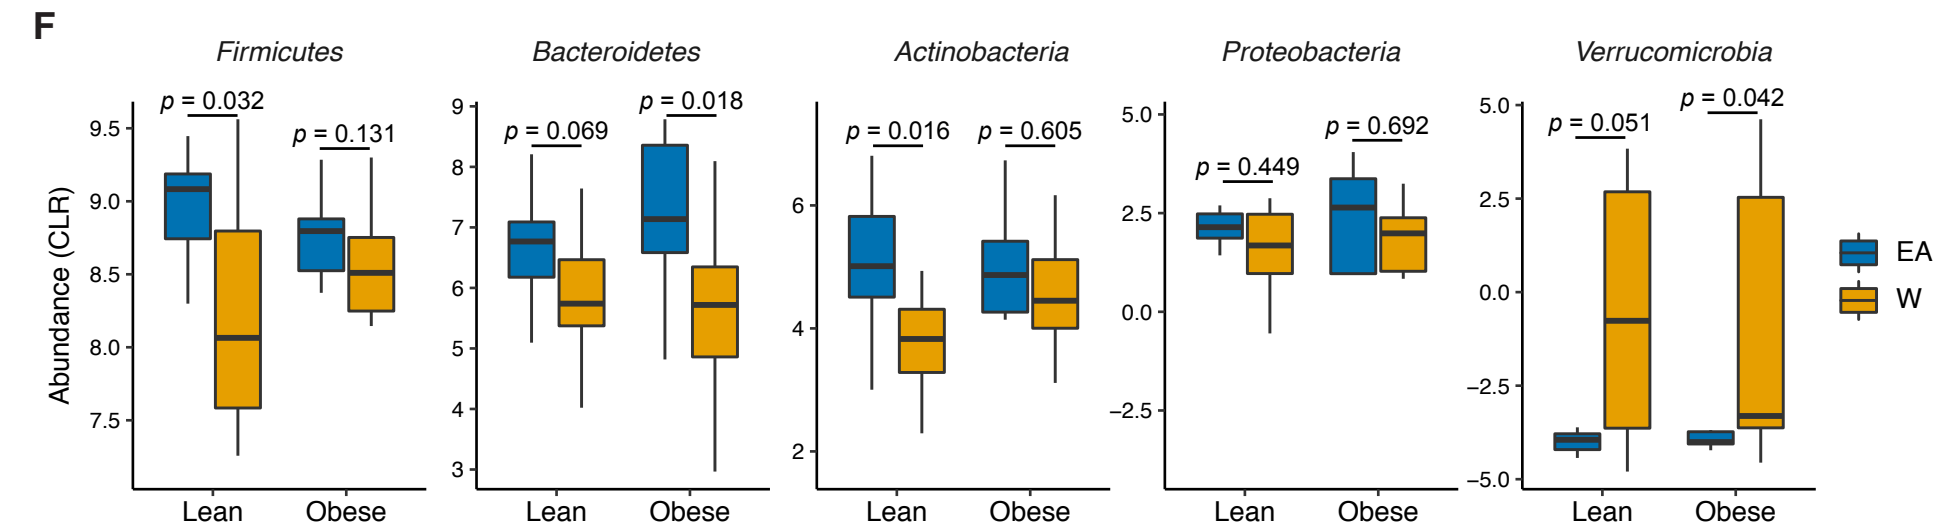 F
Firmicutes
Bacteroidetes
Actinobacteria
Proteobacteria
Verrucomicrobia
Abundance (CLR)
p = 0.032
p = 0.131
9.5
9.0
8.5
8.0
7.5
Lean
Obese
p = 0.069
p = 0.018
9
8
7
6
5
4
3
Lean
Obese
p = 0.016
p = 0.605
6
4
2
Lean
Obese
p = 0.449
p = 0.692
5.0
2.5
0.0
−2.5
Lean
Obese
p = 0.051
p = 0.042
5.0
2.5
0.0
−2.5
−5.0
Lean
Obese
EA
W